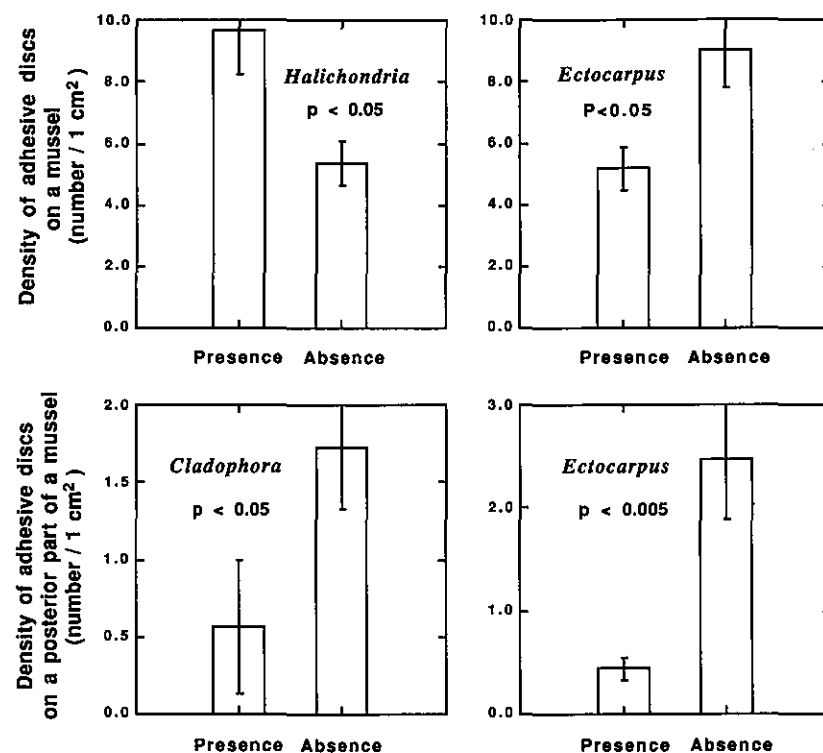 Density of adhesive discs
on a mussel
(number / 1 cm²)
10.0
8.0
6.0
4.0
2.0
0.0
Halichondria
p < 0.05
Presence Absence
10.0
8.0
6.0
4.0
2.0
0.0
Ectocarpus
P<0.05
Presence Absence
Density of adhesive discs
on a posterior part of a mussel
(number / 1 cm²)
2.0
1.5
1.0
0.5
0.0
Cladophora
p < 0.05
Presence Absence
3.0
2.0
1.0
0.0
Ectocarpus
p < 0.005
Presence Absence